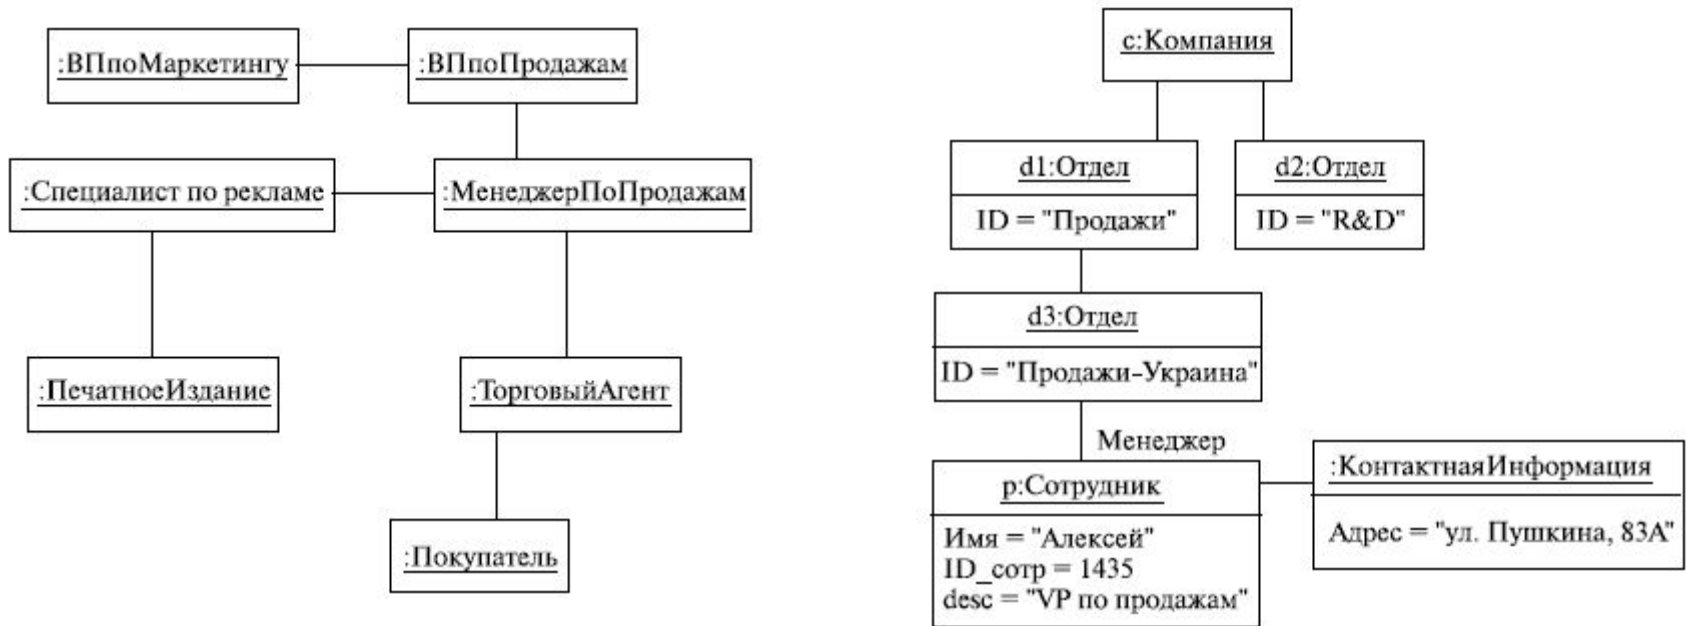 :ВПпоМаркетингу
:ВПпоПродажам
:Специалист по рекламе
:МенеджерПоПродажам
:ПечатноеИздание
:ТорговыйАгент
:Покупатель
c:Компания
d1:Отдел
ID = "Продажи"
d2:Отдел
ID = "R&D"
d3:Отдел
ID = "Продажи-Украина"
Менеджер
p:Сотрудник
Имя = "Алексей"
ID_сотр = 1435
desc = "VP по продажам"
:КонтактнаяИнформация
Адрес = "ул. Пушкина, 83А"